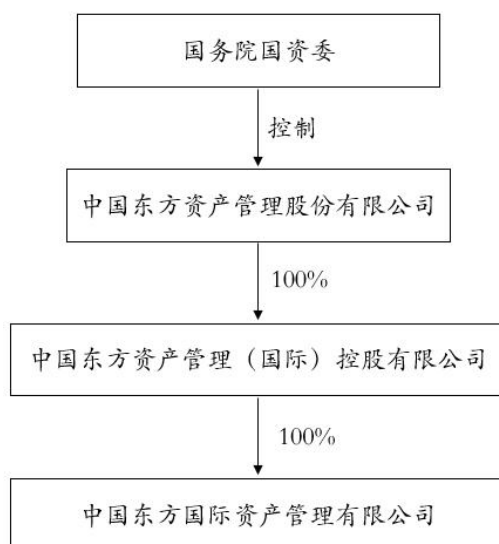 国务院国资委
控制
中国东方资产管理股份有限公司
100%
中国东方资产管理（国际）控股有限公司
100%
中国东方国际资产管理有限公司